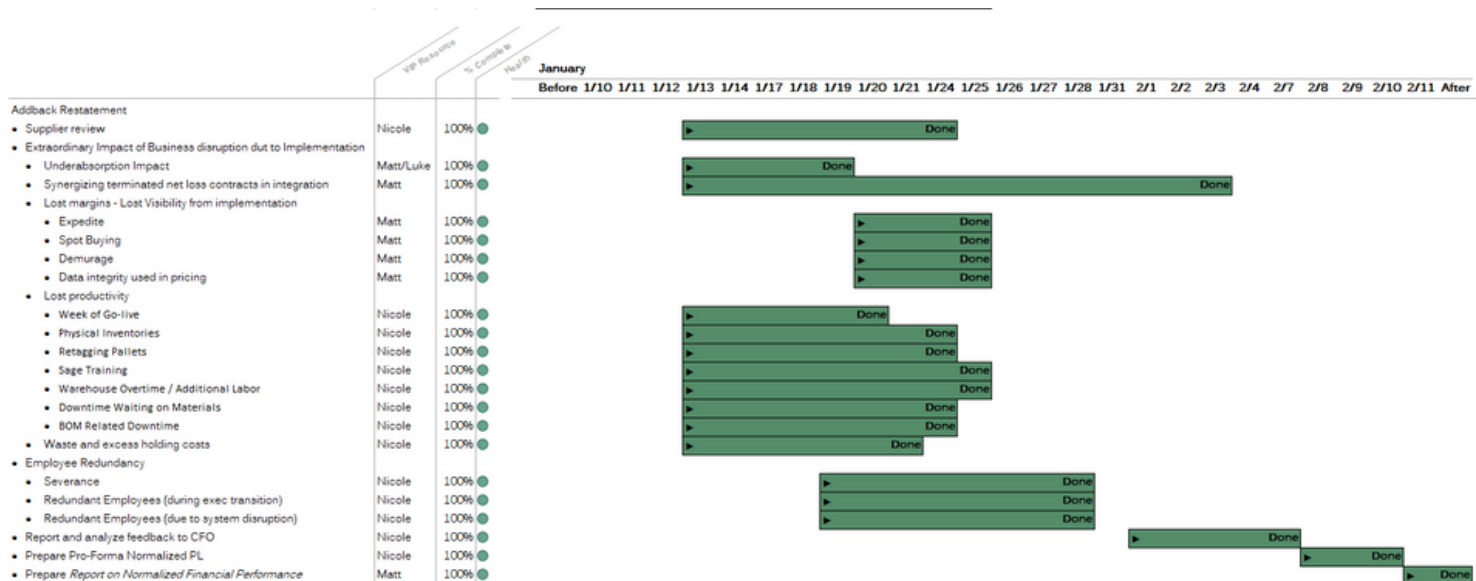 VIP Resource % Complete Health
January
Before 1/10 1/11 1/12 1/13 1/14 1/17 1/18 1/19 1/20 1/21 1/24 1/25 1/26 1/27 1/28 1/31 2/1 2/2 2/3 2/4 2/7 2/8 2/9 2/10 2/11 After
Addback Restatement
• Supplier review Nicole 100% Done
• Extraordinary Impact of Business disruption dut to Implementation
• Underabsorption Impact Matt/Luke 100% Done
• Synergizing terminated net loss contracts in integration Matt 100% Done
• Lost margins - Lost Visibility from implementation
• Expedite Matt 100% Done
• Spot Buying Matt 100% Done
• Demurage Matt 100% Done
• Data integrity used in pricing Matt 100% Done
• Lost productivity
• Week of Go-live Nicole 100% Done
• Physical Inventories Nicole 100% Done
• Retagging Pallets Nicole 100% Done
• Sage Training Nicole 100% Done
• Warehouse Overtime / Additional Labor Nicole 100% Done
• Downtime Waiting on Materials Nicole 100% Done
• BOM Related Downtime Nicole 100% Done
• Waste and excess holding costs Nicole 100% Done
• Employee Redundancy
• Severance Nicole 100% Done
• Redundant Employees (during exec transition) Nicole 100% Done
• Redundant Employees (due to system disruption) Nicole 100% Done
• Report and analyze feedback to CFO Nicole 100% Done
• Prepare Pro-Forma Normalized PL Nicole 100% Done
• Prepare Report on Normalized Financial Performance Matt 100% Done